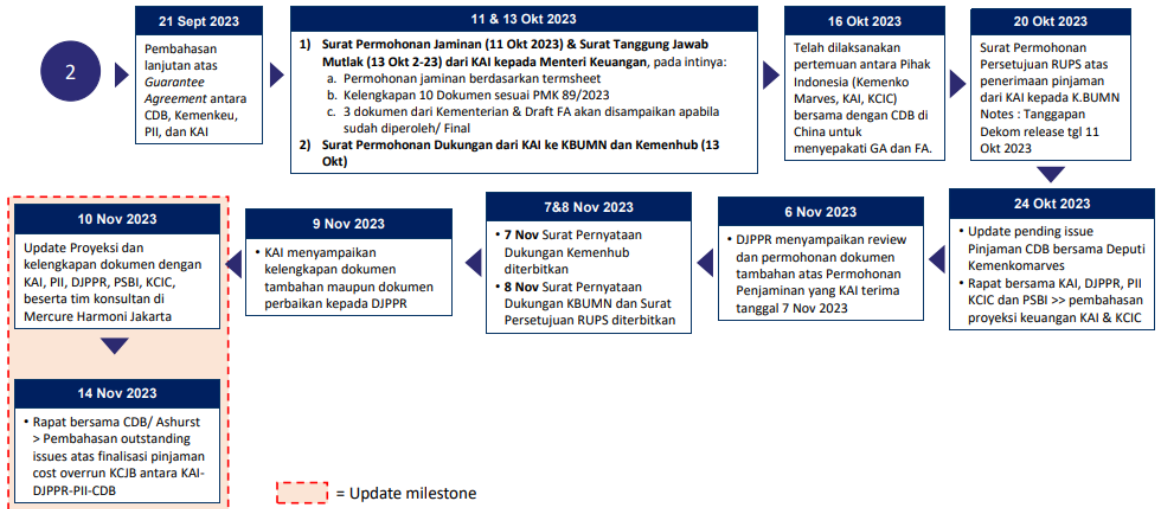 2
21 Sept 2023
Pembahasan
lanjutan atas
Guarantee
Agreement antara
CDB, Kemenkeu,
PII, dan KAI
11 & 13 Okt 2023
1) Surat Permohonan Jaminan (11 Okt 2023) & Surat Tanggung Jawab
Mutlak (13 Okt 2-23) dari KAI kepada Menteri Keuangan, pada intinya:
a. Permohonan jaminan berdasarkan termsheet
b. Kelengkapan 10 Dokumen sesuai PMK 89/2023
c. 3 dokumen dari Kementerian & Draft FA akan disampaikan apabila
sudah diperoleh/ Final
2) Surat Permohonan Dukungan dari KAI ke KBUMN dan Kemenhub (13
Okt)
16 Okt 2023
Telah dilaksanakan
pertemuan antara Pihak
Indonesia (Kemenko
Marves, KAI, KCIC)
bersama dengan CDB di
China untuk
menyepakati GA dan FA.
20 Okt 2023
Surat Permohonan
Persetujuan RUPS atas
penerimaan pinjaman
dari KAI kepada K.BUMN
Notes : Tanggapan
Dekom release tgl 11
Okt 2023
24 Okt 2023
• Update pending issue
Pinjaman CDB bersama Deputi
Kemenkomarves
• Rapat bersama KAI, DJPPR, PII
KCIC dan PSBI >> pembahasan
proyeksi keuangan KAI & KCIC
6 Nov 2023
• DJPPR menyampaikan review
dan permohonan dokumen
tambahan atas Permohonan
Penjaminan yang KAI terima
tanggal 7 Nov 2023
7&8 Nov 2023
• 7 Nov Surat Pernyataan
Dukungan Kemenhub
diterbitkan
• 8 Nov Surat Pernyataan
Dukungan KBUMN dan Surat
Persetujuan RUPS diterbitkan
9 Nov 2023
• KAI menyampaikan
kelengkapan dokumen
tambahan maupun dokumen
perbaikan kepada DJPPR
10 Nov 2023
Update Proyeksi dan
kelengkapan dokumen dengan
KAI, PII, DJPPR, PSBI, KCIC,
beserta tim konsultan di
Mercure Harmoni Jakarta
14 Nov 2023
• Rapat bersama CDB/ Ashurst
> Pembahasan outstanding
issues atas finalisasi pinjaman
cost overrun KCJB antara KAI-
DJPPR-PII-CDB
= Update milestone